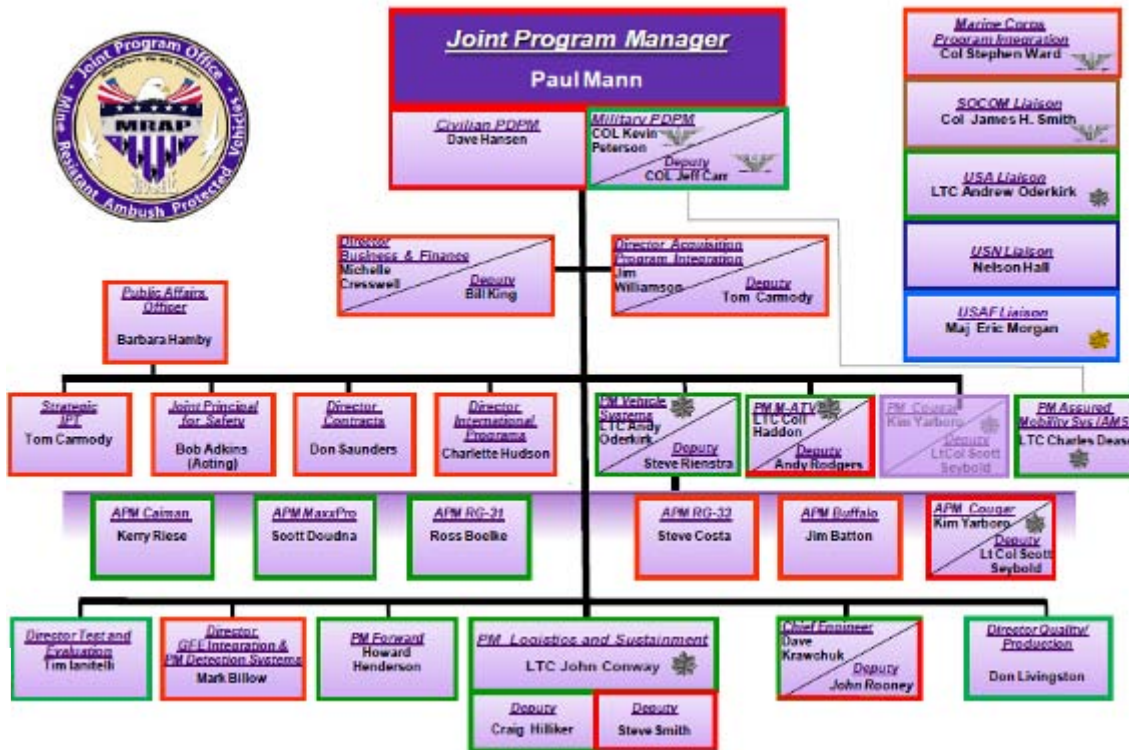 Joint Program Office
MRAP
Mine Resistant Ambush Protected Vehicles
Joint Program Manager
Paul Mann
Civilian PDPM
Dave Hansen
Military PDPM
COL Kevin
Peterson
Deputy
COL Jeff Carr
Marine Corps
Program Integration
Col Stephen Ward
SOCOM Liaison
Col James H. Smith
USA Liaison
LTC Andrew Oderkirk
USN Liaison
Nelson Hall
USAF Liaison
Maj Eric Morgan
Director
Business & Finance
Michelle
Cresswell
Deputy
Bill King
Director Acquisition
Program Integration
Jim
Williamson
Deputy
Tom Carmody
Public Affairs
Officer
Barbara Hamby
Strategic
IPT
Tom Carmody
Joint Principal
for Safety
Bob Adkins
(Acting)
Director
Contracts
Don Saunders
Director
International
Programs
Charlette Hudson
PM Vehicle
Systems
LTC Andy
Oderkirk
Deputy
Steve Rienstra
PM M-ATV
LTC Coll
Haddon
Deputy
Andy Rodgers
PM Cougar
Kim Yarboro
Deputy
LtCol Scott
Seybold
PM Assured
Mobility Sys (AMS)
LTC Charles Dease
APM Caiman
Kerry Riese
APM MaxxPro
Scott Doudna
APM RG-31
Ross Boelke
APM RG-32
Steve Costa
APM Buffalo
Jim Batton
APM Cougar
Kim Yarboro
Deputy
Lt Col Scott
Seybold
Director Test and
Evaluation
Tim Ianitelli
Director
GFE Integration &
PM Detection Systems
Mark Billow
PM Forward
Howard
Henderson
PM Logistics and Sustainment
LTC John Conway
Deputy
Craig Hilliker
Deputy
Steve Smith
Chief Engineer
Dave
Krawchuk
Deputy
John Rooney
Director Quality/
Production
Don Livingston